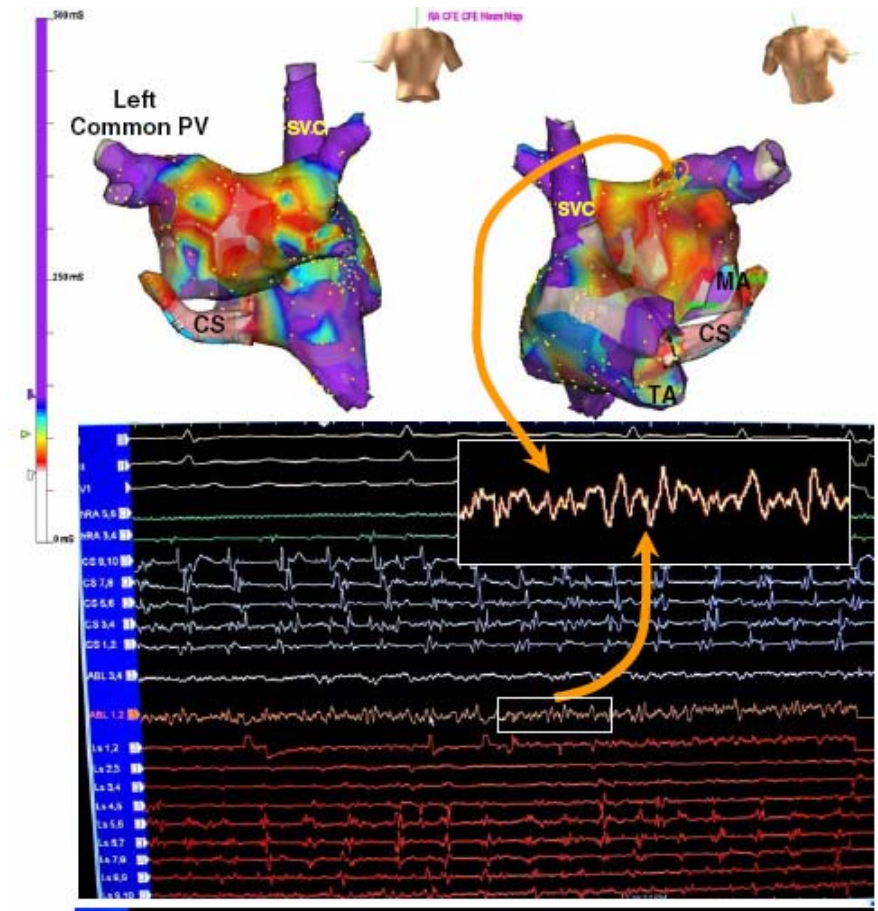 500 mS
RA CFE CFE Mean Map
Left
Common PV
SVC
SVC
250 mS
MA
CS
CS
TA
0 mS
I
II
V1
hRA 5,6
hRA 3,4
CS 9,10
CS 7,8
CS 5,6
CS 3,4
CS 1,2
ABL 3,4
ABL 1,2
Ls 1,2
Ls 2,3
Ls 3,4
Ls 4,5
Ls 5,6
Ls 6,7
Ls 7,8
Ls 8,9
Ls 9,10